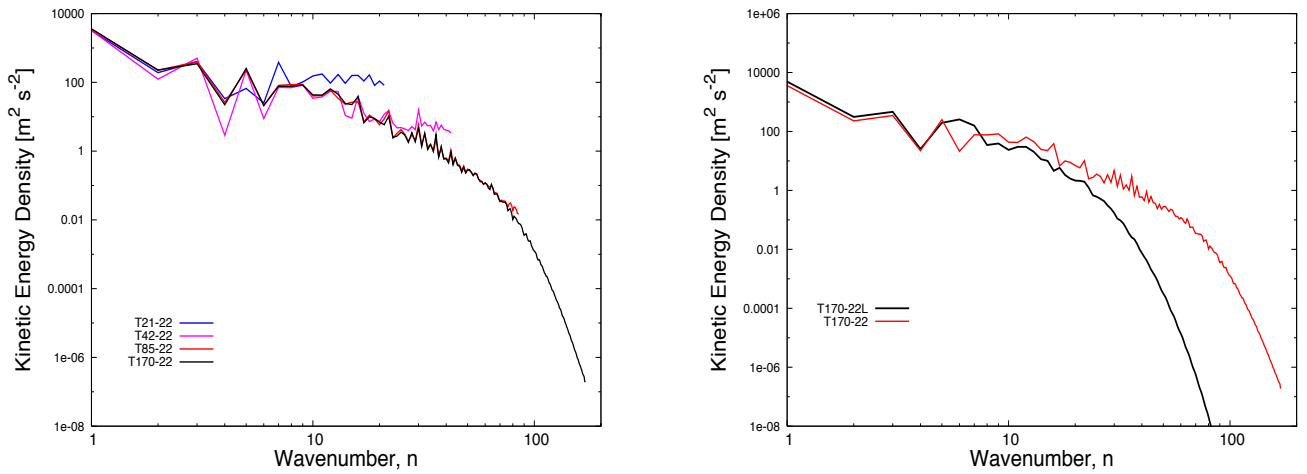 Kinetic Energy Density [m² s⁻²]
10000
100
1
0.01
0.0001
1e-06
1e-08
T21-22
T42-22
T85-22
T170-22
1
10
100
Wavenumber, n
Kinetic Energy Density [m² s⁻²]
1e+06
10000
100
1
0.01
0.0001
1e-06
1e-08
T170-22L
T170-22
1
10
100
Wavenumber, n